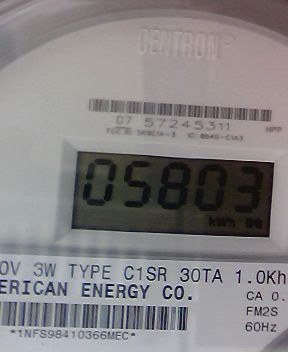 CENTRON®
07 57245311
HPP
05803
kWh
0V 3W TYPE C1SR 30TA 1.0Kh
ERICAN ENERGY CO.
CA 0.
FM2S
60Hz
*1NFS98410366MEC*